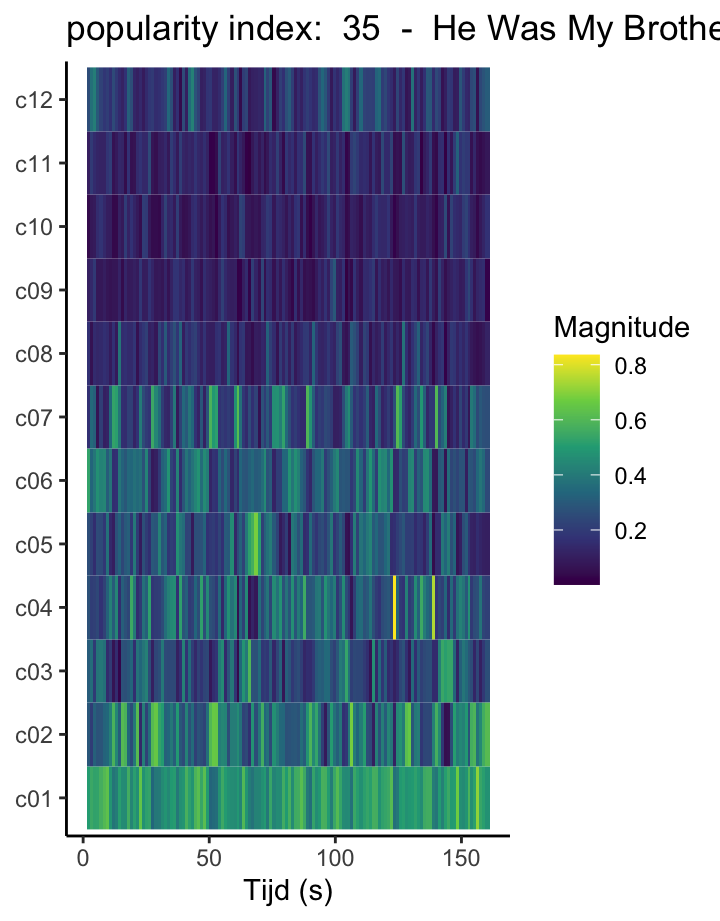 popularity index:  35  -  He Was My Brothe
c12
c11
c10
c09
c08
c07
c06
c05
c04
c03
c02
c01
0
50
100
150
Tijd (s)
Magnitude
0.8
0.6
0.4
0.2